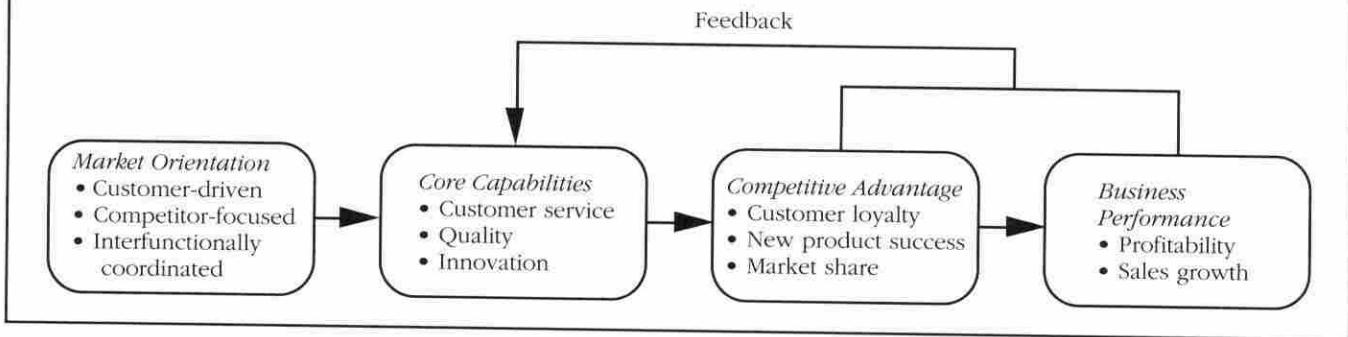 Feedback
Market Orientation
• Customer-driven
• Competitor-focused
• Interfunctionally
coordinated
Core Capabilities
• Customer service
• Quality
• Innovation
Competitive Advantage
• Customer loyalty
• New product success
• Market share
Business
Performance
• Profitability
• Sales growth